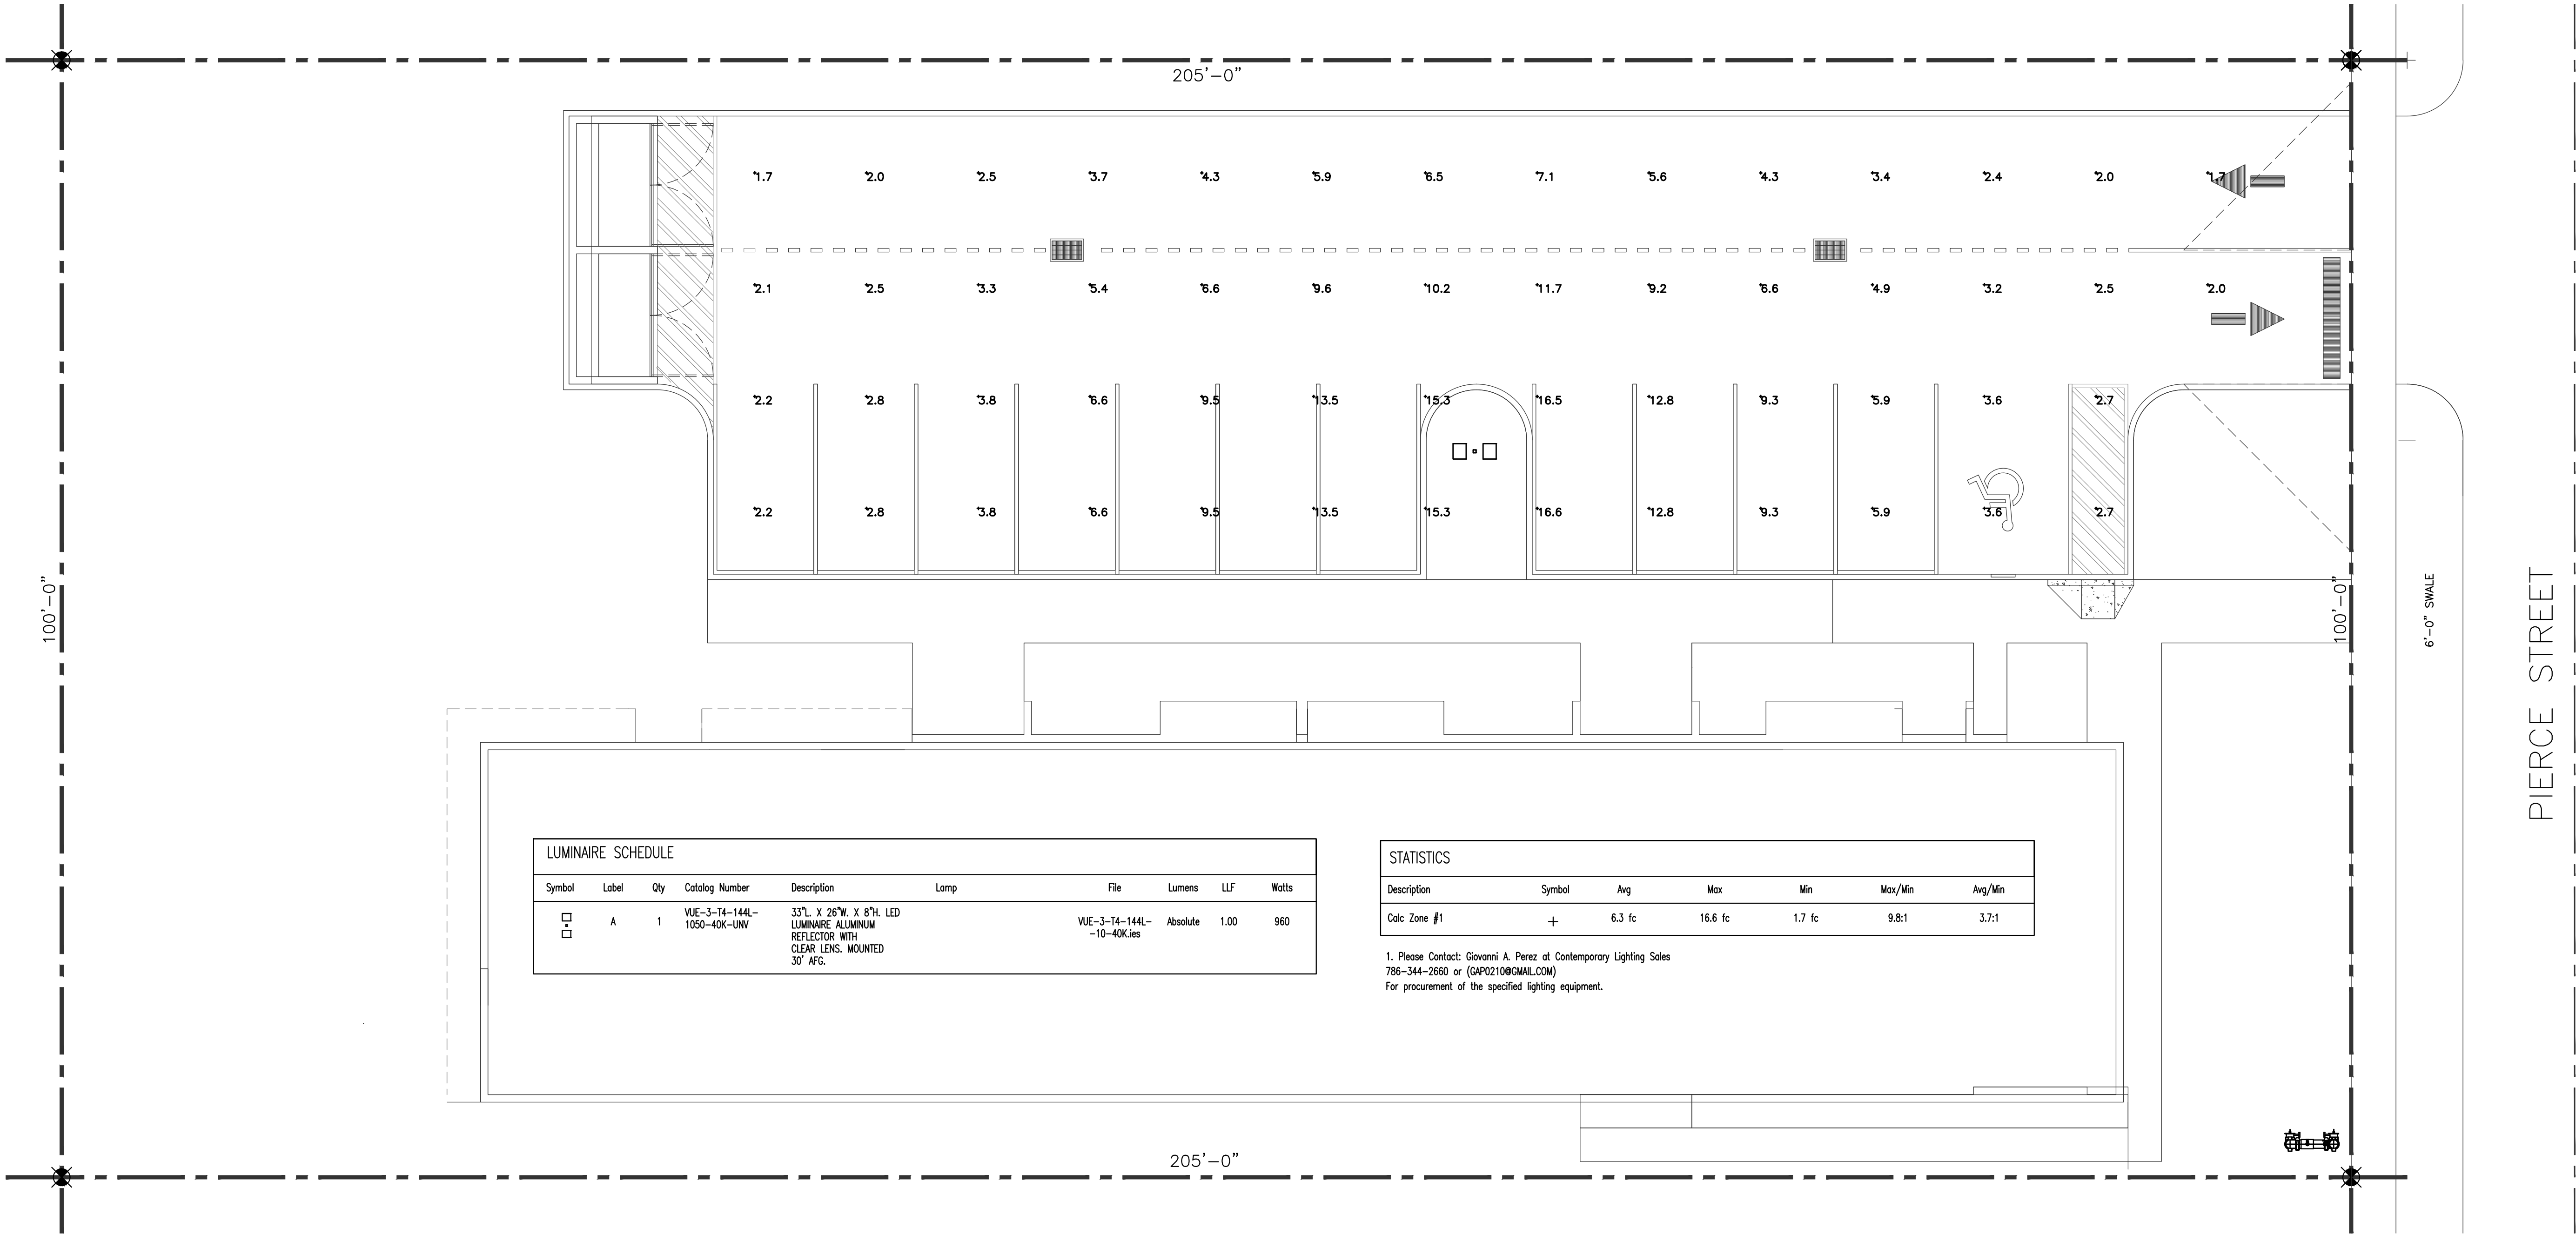 205'-0"
1.7 2.0 2.5 3.7 4.3 5.9 6.5 7.1 5.6 4.3 3.4 2.4 2.0 1.7
2.1 2.5 3.3 5.4 6.6 9.6 10.2 11.7 9.2 6.6 4.9 3.2 2.5 2.0
2.2 2.8 3.8 6.6 9.5 13.5 15.3 16.5 12.8 9.3 5.9 3.6 2.7
2.2 2.8 3.8 6.6 9.5 13.5 15.3 16.6 12.8 9.3 5.9 3.6 2.7
100'-0"
100'-0"
6'-0" SWALE
PIERCE STREET
LUMINAIRE SCHEDULE
Symbol Label Qty Catalog Number Description Lamp File Lumens LLF Watts
A 1 VUE-3-T4-144L-
1050-40K-UNV
33"L. X 26"W. X 8"H. LED
LUMINAIRE ALUMINUM
REFLECTOR WITH
CLEAR LENS. MOUNTED
30' AFG.
VUE-3-T4-144L-
-10-40K.ies
Absolute 1.00 960
STATISTICS
Description Symbol Avg Max Min Max/Min Avg/Min
Calc Zone #1 + 6.3 fc 16.6 fc 1.7 fc 9.8:1 3.7:1
1. Please Contact: Giovanni A. Perez at Contemporary Lighting Sales
786-344-2660 or (GAP0210@GMAIL.COM)
For procurement of the specified lighting equipment.
205'-0"